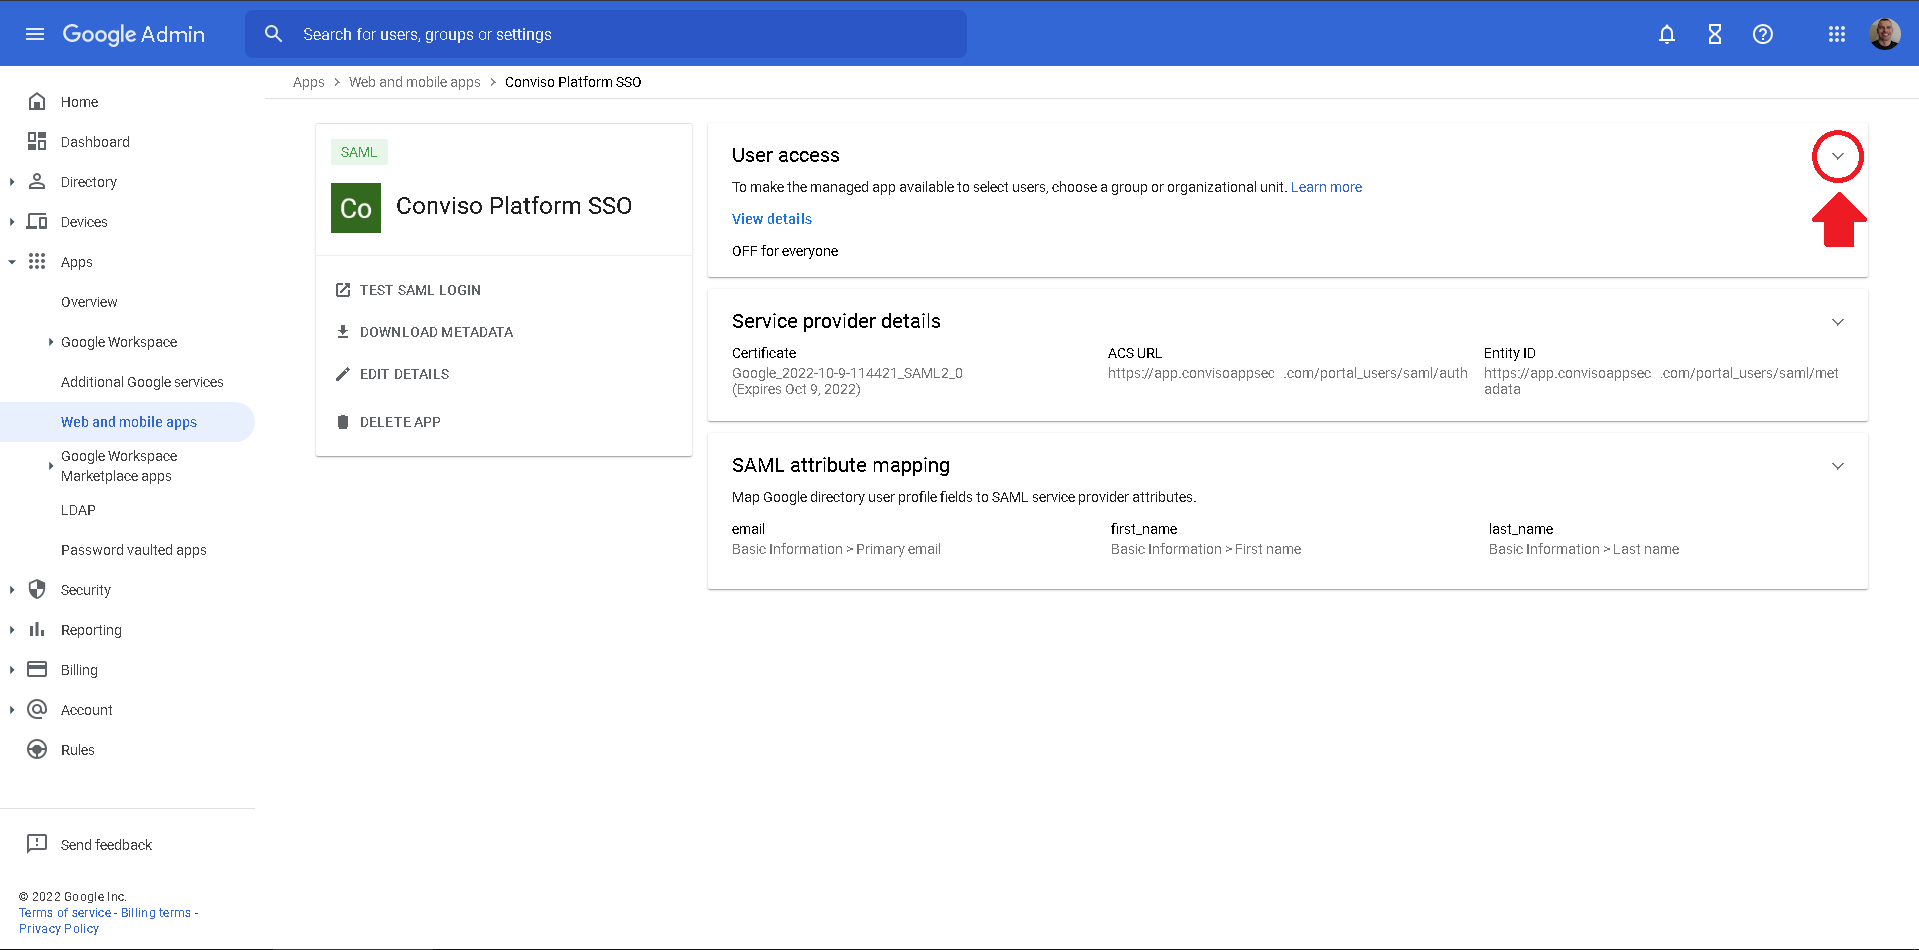 Google Admin
Search for users, groups or settings
Apps > Web and mobile apps > Conviso Platform SSO
Home
Dashboard
Directory
Devices
Apps
Overview
Google Workspace
Additional Google services
Web and mobile apps
Google Workspace
Marketplace apps
LDAP
Password vaulted apps
Security
Reporting
Billing
Account
Rules
Send feedback
© 2022 Google Inc.
Terms of service - Billing terms -
Privacy Policy
SAML
Co
Conviso Platform SSO
TEST SAML LOGIN
DOWNLOAD METADATA
EDIT DETAILS
DELETE APP
User access
To make the managed app available to select users, choose a group or organizational unit. Learn more
View details
OFF for everyone
Service provider details
Certificate
Google_2022-10-9-114421_SAML2_0
(Expires Oct 9, 2022)
ACS URL
https://app.convisoappsec .com/portal_users/saml/auth
Entity ID
https://app.convisoappsec .com/portal_users/saml/met
adata
SAML attribute mapping
Map Google directory user profile fields to SAML service provider attributes.
email
Basic Information > Primary email
first_name
Basic Information > First name
last_name
Basic Information > Last name